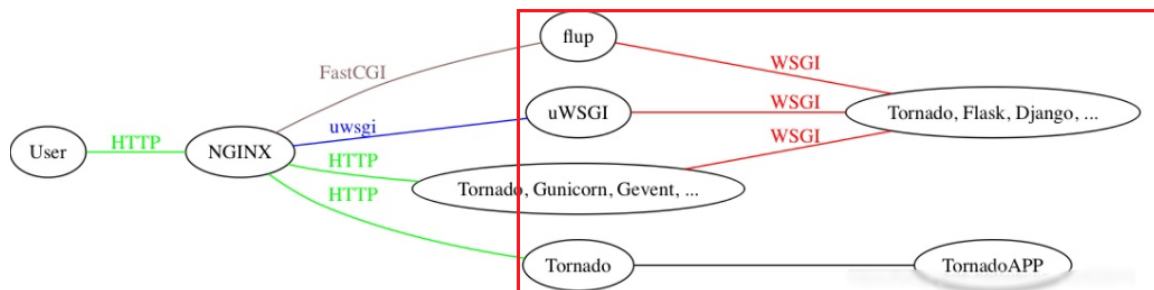 flup
FastCGI
WSGI
uWSGI
WSGI
Tornado, Flask, Django, ...
uwsgi
User
HTTP
NGINX
WSGI
HTTP
Tornado, Gunicorn, Gevent, ...
HTTP
Tornado
TornadoAPP